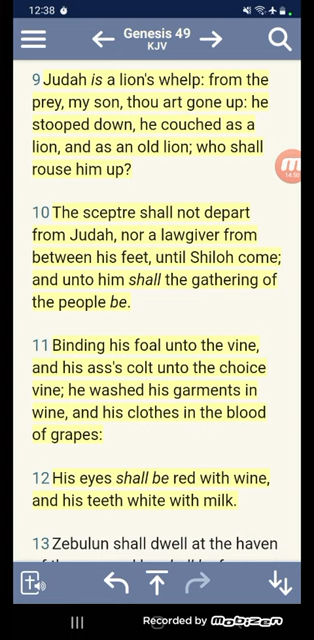 12:38
Genesis 49
KJV
9 Judah is a lion's whelp: from the
prey, my son, thou art gone up: he
stooped down, he couched as a
lion, and as an old lion; who shall
rouse him up?
10 The sceptre shall not depart
from Judah, nor a lawgiver from
between his feet, until Shiloh come;
and unto him shall the gathering of
the people be.
11 Binding his foal unto the vine,
and his ass's colt unto the choice
vine; he washed his garments in
wine, and his clothes in the blood
of grapes:
12 His eyes shall be red with wine,
and his teeth white with milk.
13 Zebulun shall dwell at the haven
Recorded by Mobizen